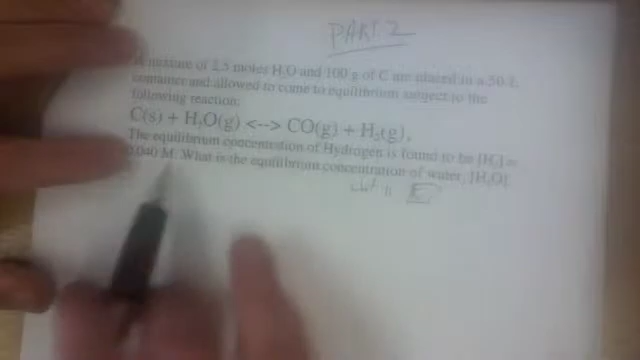 PART 2
mixture of 2.5 moles H₂O and 100 g of C are placed in a 50 L
container and allowed to come to equilibrium subject to the
following reaction:
C(s) + H₂O(g) <--> CO(g) + H₂(g),
The equilibrium concentration of Hydrogen is found to be [H₂] =
0.040 M. What is the equilibrium concentration of water, [H₂O]